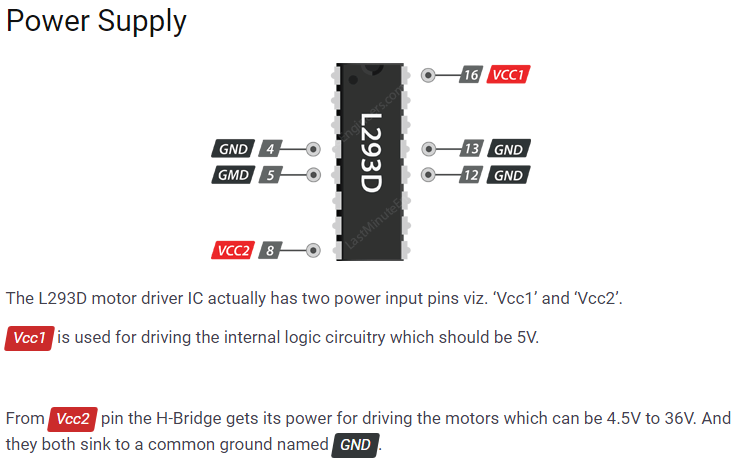 Power Supply
16 VCC1
GND 4
13 GND
GMD 5
12 GND
L293D
LastMinuteEngineers.com
VCC2 8
The L293D motor driver IC actually has two power input pins viz. ‘Vcc1’ and ‘Vcc2’.
Vcc1 is used for driving the internal logic circuitry which should be 5V.
From Vcc2 pin the H-Bridge gets its power for driving the motors which can be 4.5V to 36V. And
they both sink to a common ground named GND .